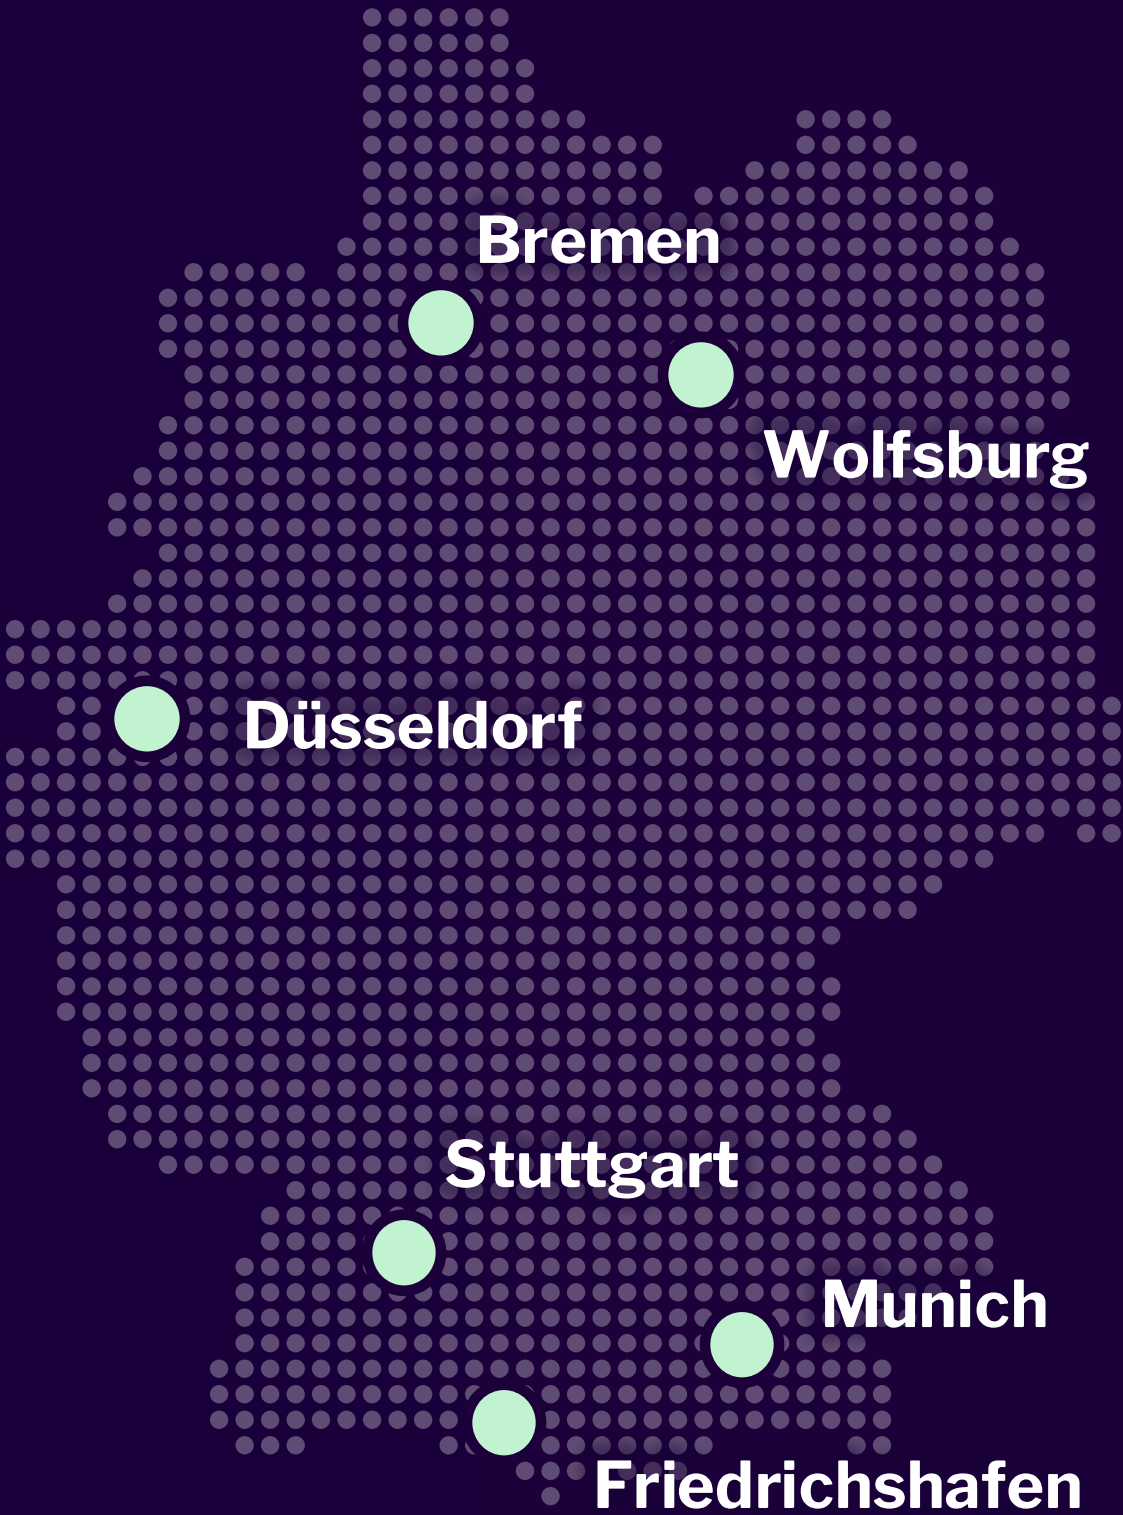 Bremen
Wolfsburg
Düsseldorf
Stuttgart
Munich
Friedrichshafen